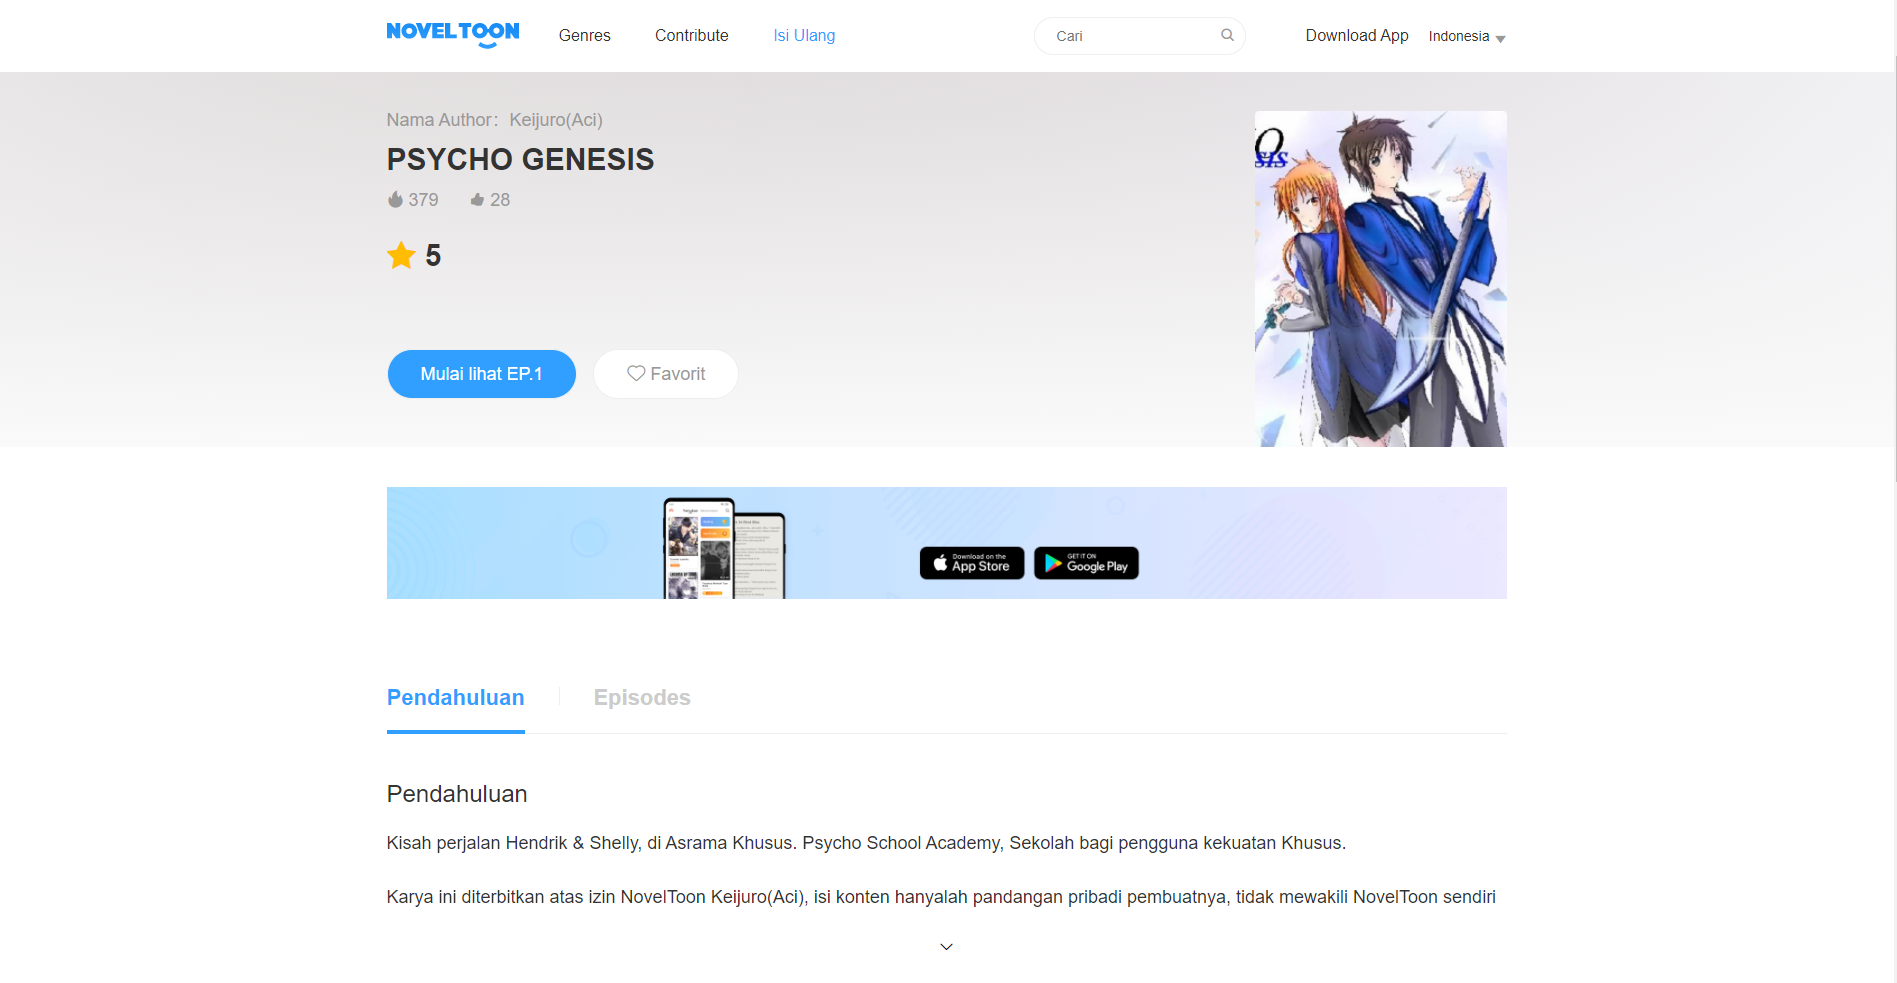 NOVELTOON
Genres
Contribute
Isi Ulang
Cari
Download App
Indonesia
Nama Author：Keijuro(Aci)
PSYCHO GENESIS
379
28
5
Mulai lihat EP.1
Favorit
Download on the
App Store
GET IT ON
Google Play
Pendahuluan
Episodes
Pendahuluan
Kisah perjalan Hendrik & Shelly, di Asrama Khusus. Psycho School Academy, Sekolah bagi pengguna kekuatan Khusus.
Karya ini diterbitkan atas izin NovelToon Keijuro(Aci), isi konten hanyalah pandangan pribadi pembuatnya, tidak mewakili NovelToon sendiri